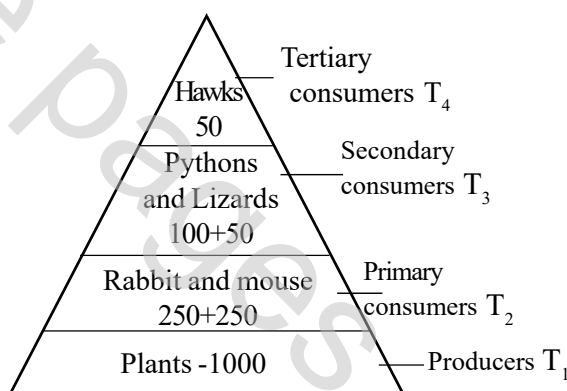 Hawks
50
Tertiary
consumers T₄
Pythons
and Lizards
100+50
Secondary
consumers T₃
Rabbit and mouse
250+250
Primary
consumers T₂
Plants -1000
Producers T₁
pages